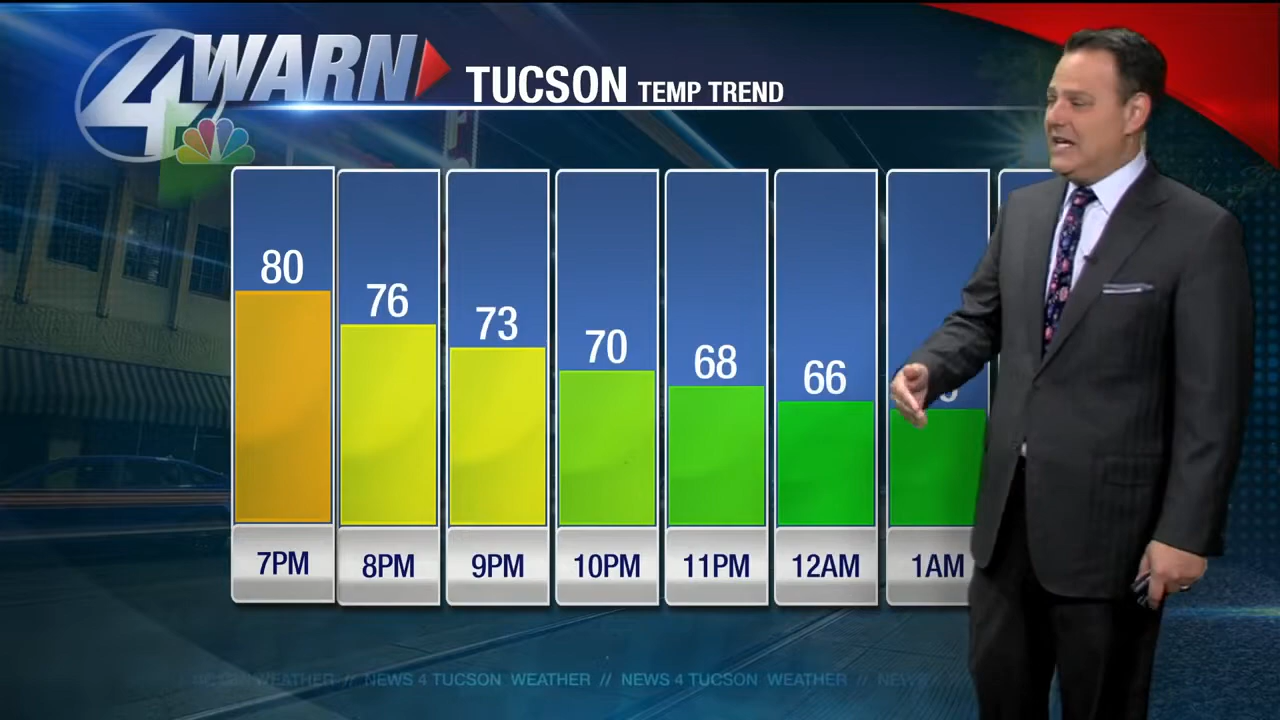 4WARN
TUCSON TEMP TREND
80
76
73
70
68
66
7PM
8PM
9PM
10PM
11PM
12AM
1AM
WEATHER // NEWS 4 TUCSON WEATHER // NEWS 4 TUCSON WEATHER //